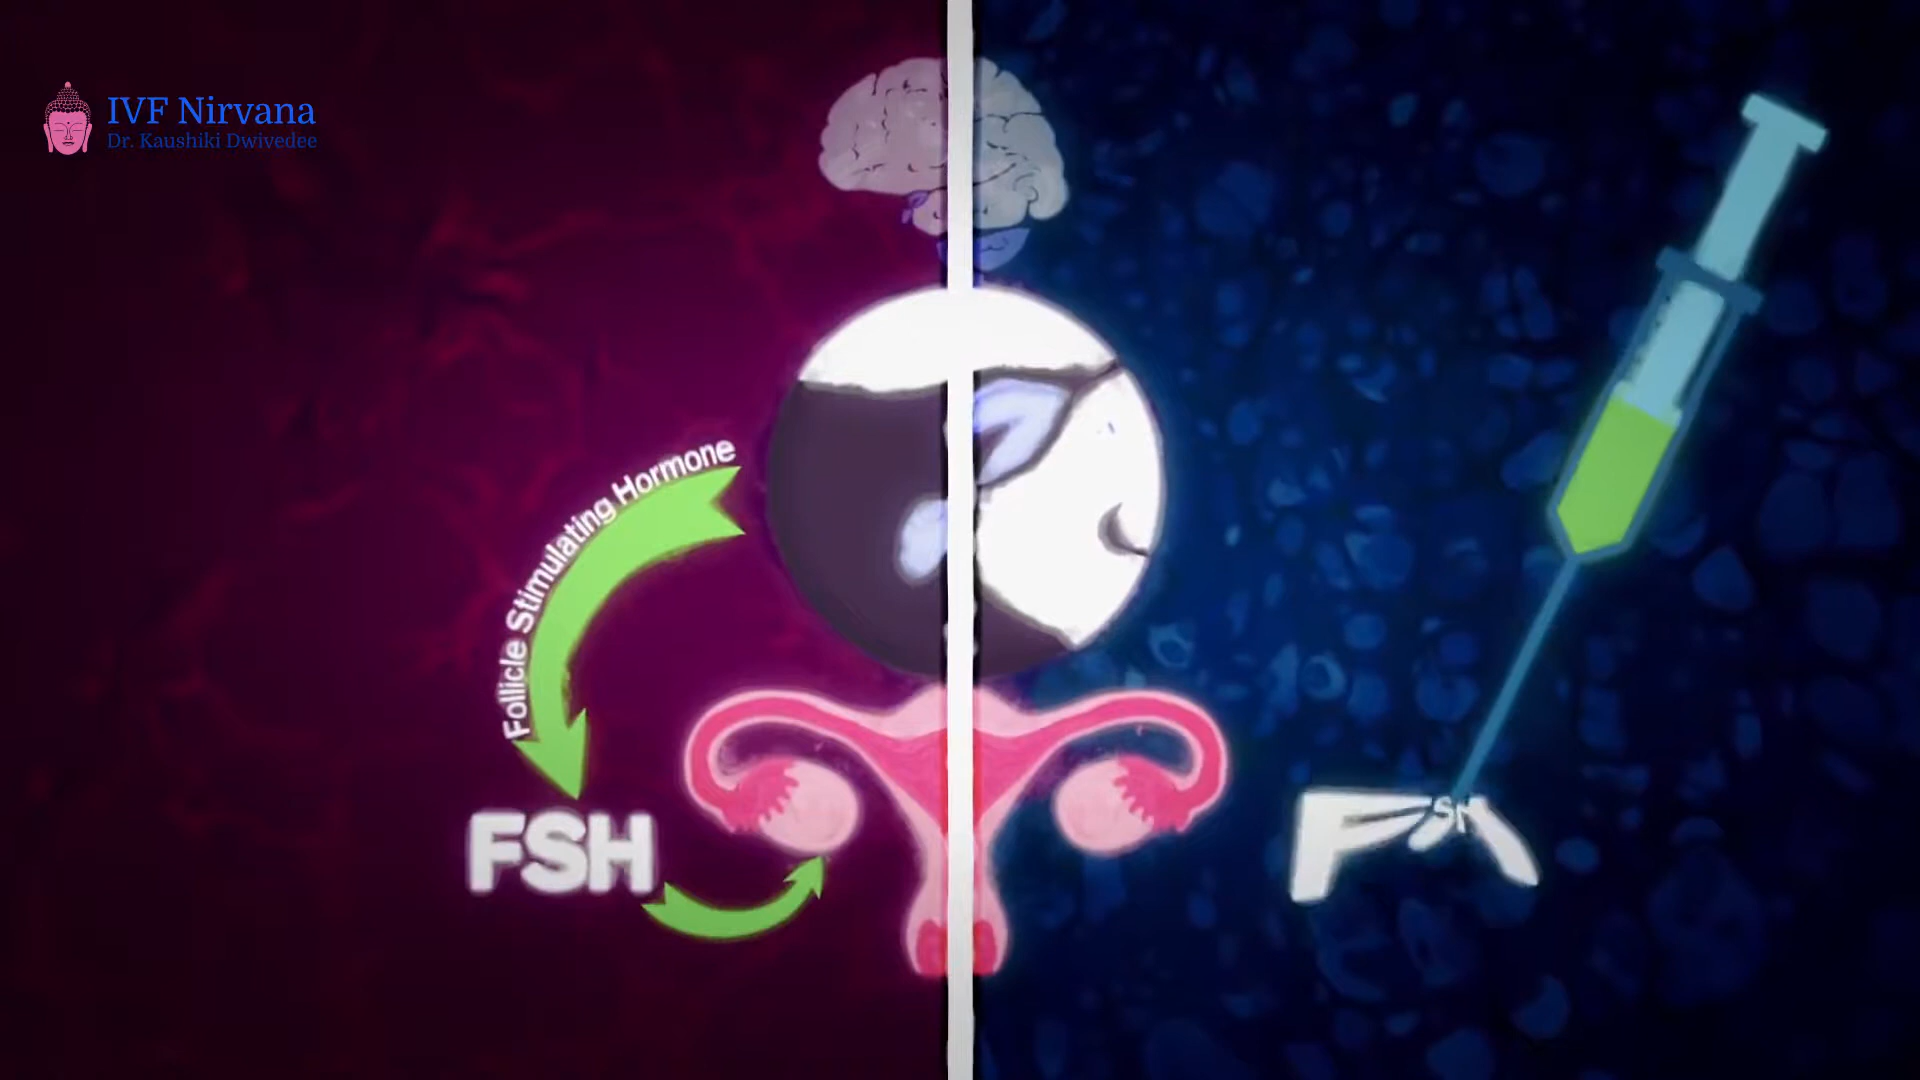 IVF Nirvana
Dr. Kaushiki Dwivedee
Follicle Stimulating Hormone
FSH